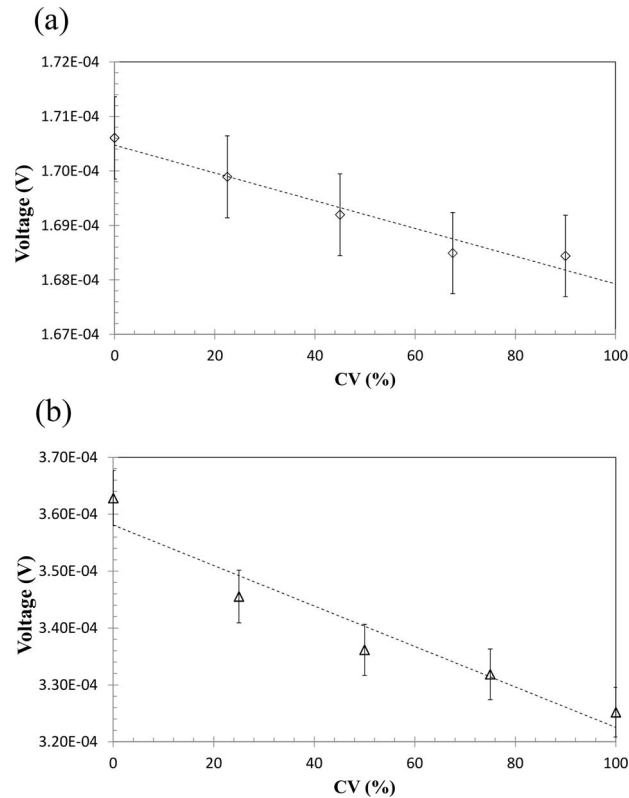 (a)
1.72E-04
1.71E-04
1.70E-04
1.69E-04
1.68E-04
1.67E-04
Voltage (V)
0 20 40 60 80 100
CV (%)
(b)
3.70E-04
3.60E-04
3.50E-04
3.40E-04
3.30E-04
3.20E-04
Voltage (V)
0 20 40 60 80 100
CV (%)